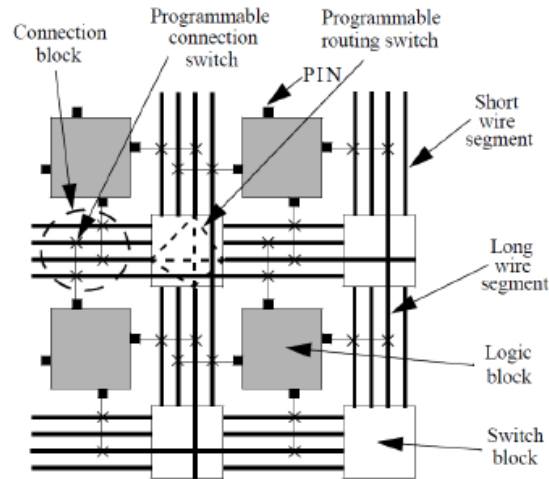 Connection
block
Programmable
connection
switch
Programmable
routing switch
PIN
Short wire
segment
Long
wire
segment
Logic
block
Switch
block